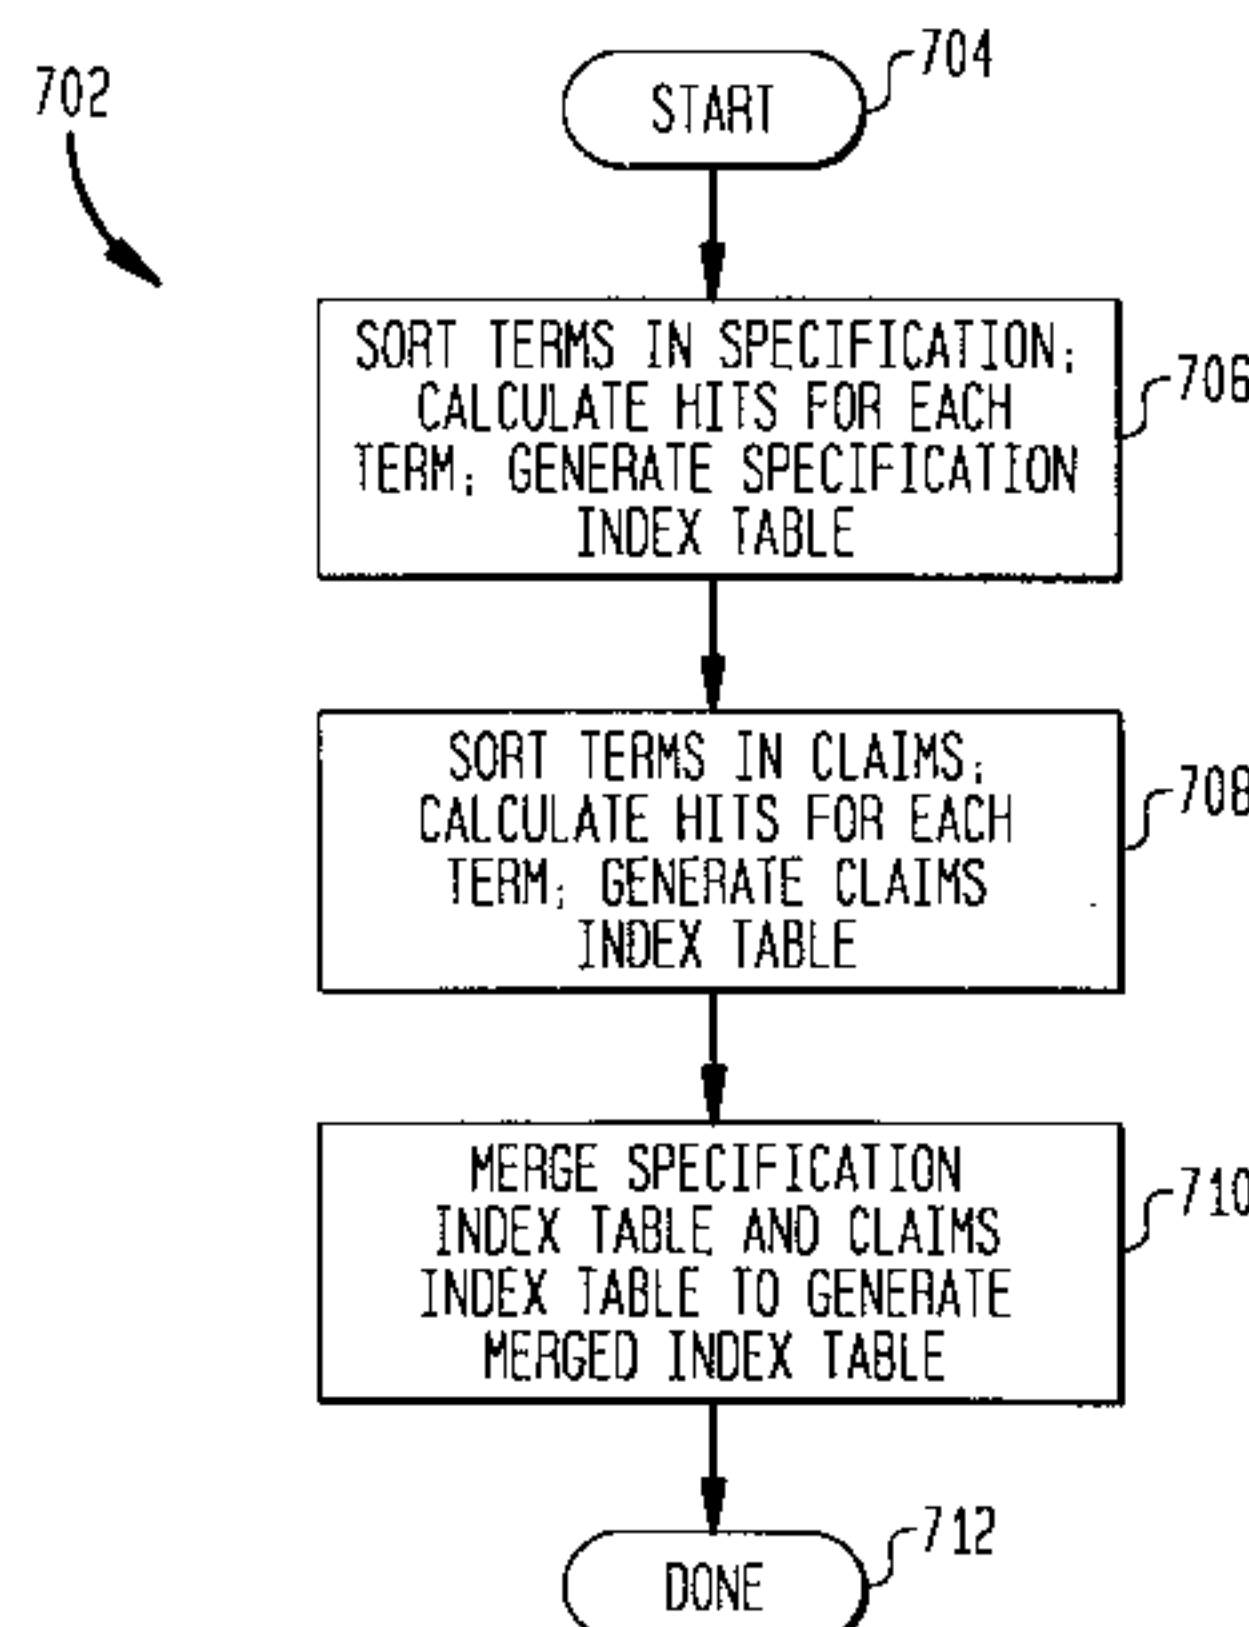 704
START
702
SORT TERMS IN SPECIFICATION;
CALCULATE HITS FOR EACH
TERM; GENERATE SPECIFICATION
INDEX TABLE
706
SORT TERMS IN CLAIMS;
CALCULATE HITS FOR EACH
TERM; GENERATE CLAIMS
INDEX TABLE
708
MERGE SPECIFICATION
INDEX TABLE AND CLAIMS
INDEX TABLE TO GENERATE
MERGED INDEX TABLE
710
712
DONE